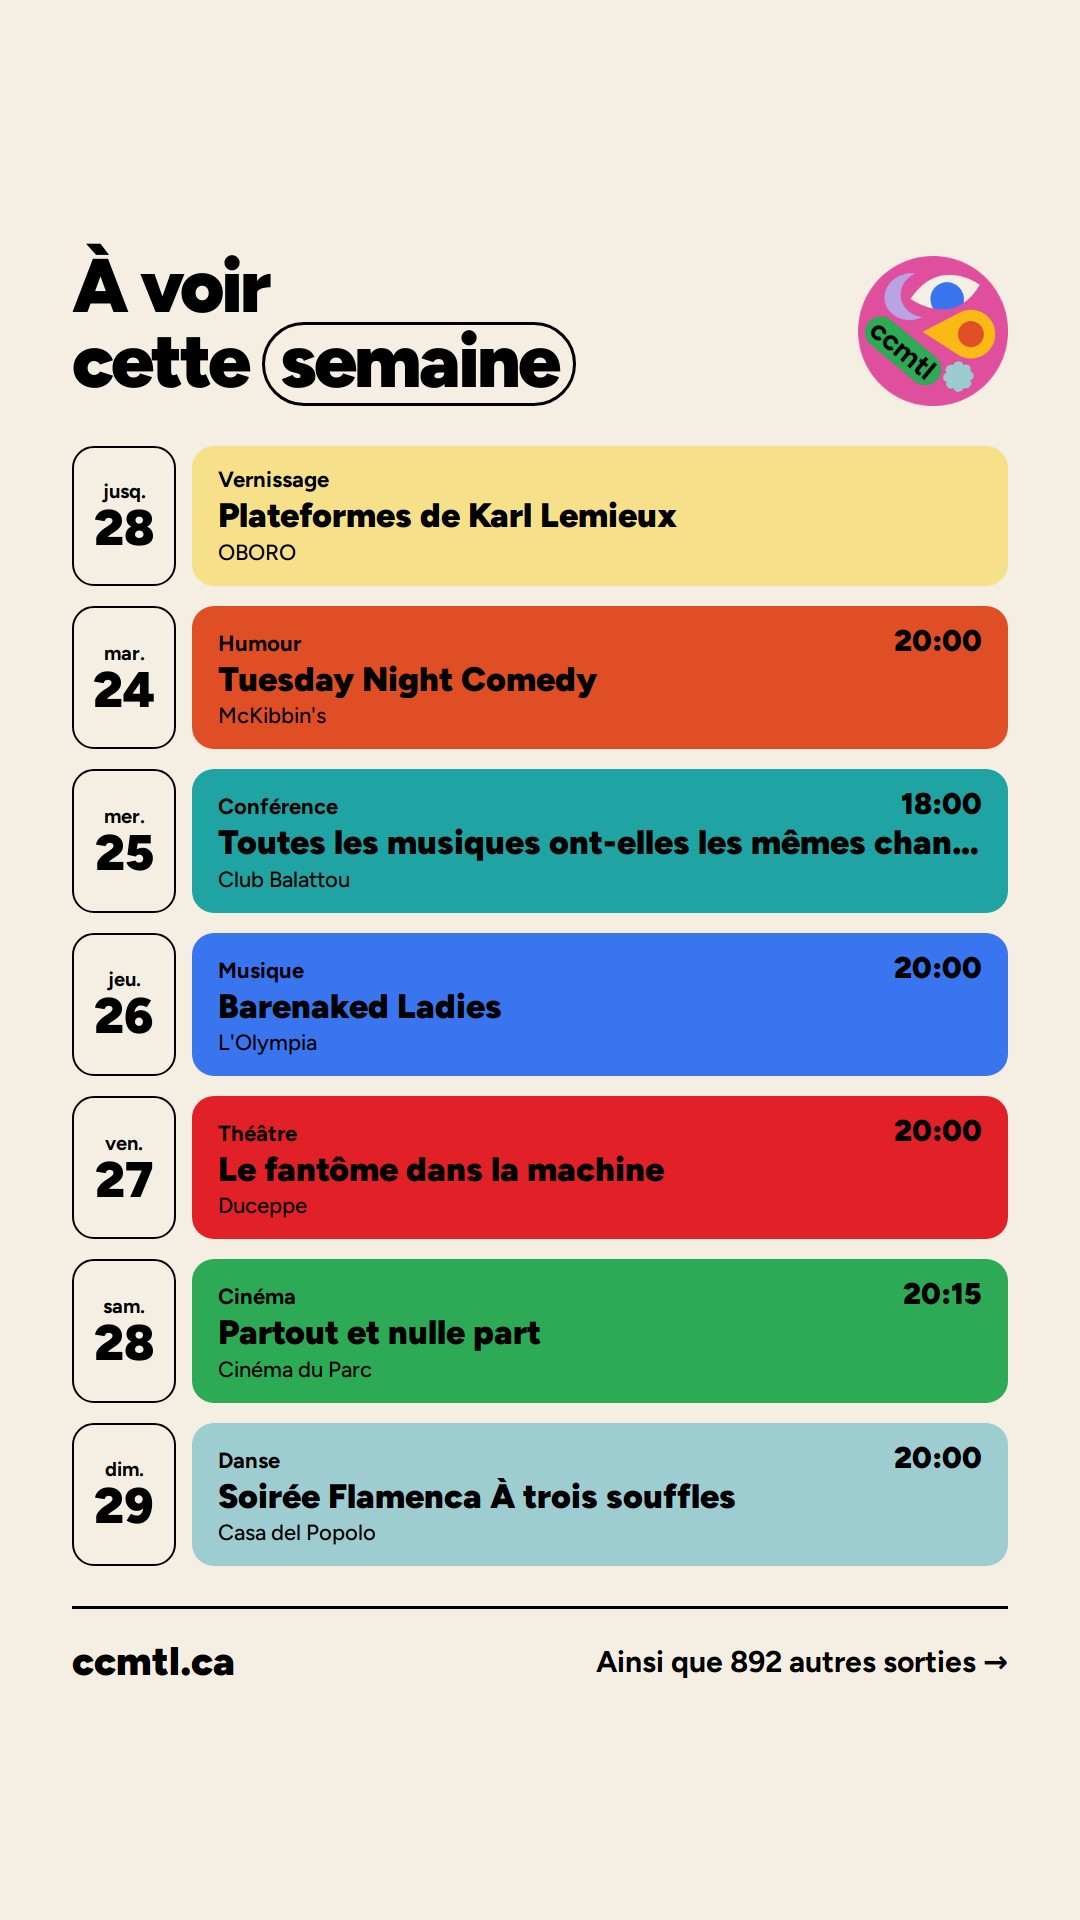 À voir
cette semaine
ccmtl
jusq.
28
Vernissage
Plateformes de Karl Lemieux
OBORO
mar.
24
Humour
20:00
Tuesday Night Comedy
McKibbin's
mer.
25
Conférence
18:00
Toutes les musiques ont-elles les mêmes chan...
Club Balattou
jeu.
26
Musique
20:00
Barenaked Ladies
L'Olympia
ven.
27
Théâtre
20:00
Le fantôme dans la machine
Duceppe
sam.
28
Cinéma
20:15
Partout et nulle part
Cinéma du Parc
dim.
29
Danse
20:00
Soirée Flamenca À trois souffles
Casa del Popolo
ccmtl.ca
Ainsi que 892 autres sorties →